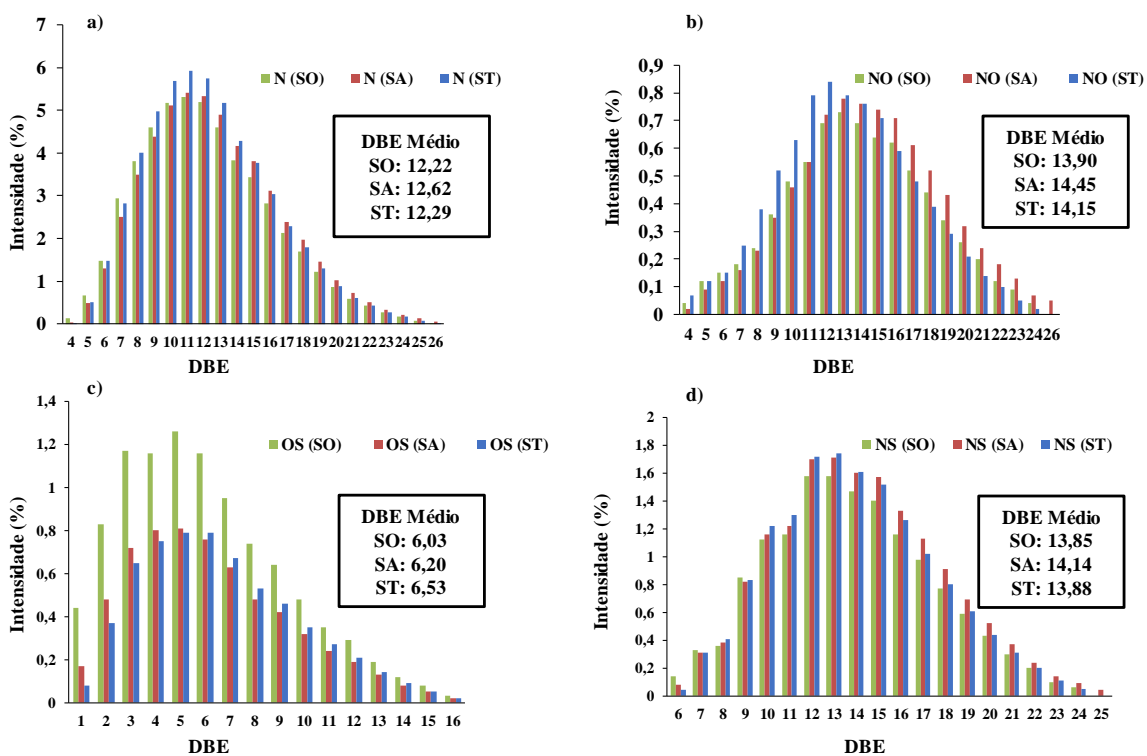 a)
N (SO) N (SA) N (ST)
Intensidade (%)
7
6
5
4
3
2
1
0
DBE Médio
SO: 12,22
SA: 12,62
ST: 12,29
4 5 6 7 8 9 10 11 12 13 14 15 16 17 18 19 20 21 22 23 24 25 26
DBE
b)
NO (SO) NO (SA) NO (ST)
Intensidade (%)
0,9
0,8
0,7
0,6
0,5
0,4
0,3
0,2
0,1
0
DBE Médio
SO: 13,90
SA: 14,45
ST: 14,15
4 5 6 7 8 9 10 11 12 13 14 15 16 17 18 19 20 21 22 23 24 26
DBE
c)
OS (SO) OS (SA) OS (ST)
Intensidade (%)
1,4
1,2
1
0,8
0,6
0,4
0,2
0
DBE Médio
SO: 6,03
SA: 6,20
ST: 6,53
1 2 3 4 5 6 7 8 9 10 11 12 13 14 15 16
DBE
d)
NS (SO) NS (SA) NS (ST)
Intensidade (%)
2
1,8
1,6
1,4
1,2
1
0,8
0,6
0,4
0,2
0
DBE Médio
SO: 13,85
SA: 14,14
ST: 13,88
6 7 8 9 10 11 12 13 14 15 16 17 18 19 20 21 22 23 24 25
DBE